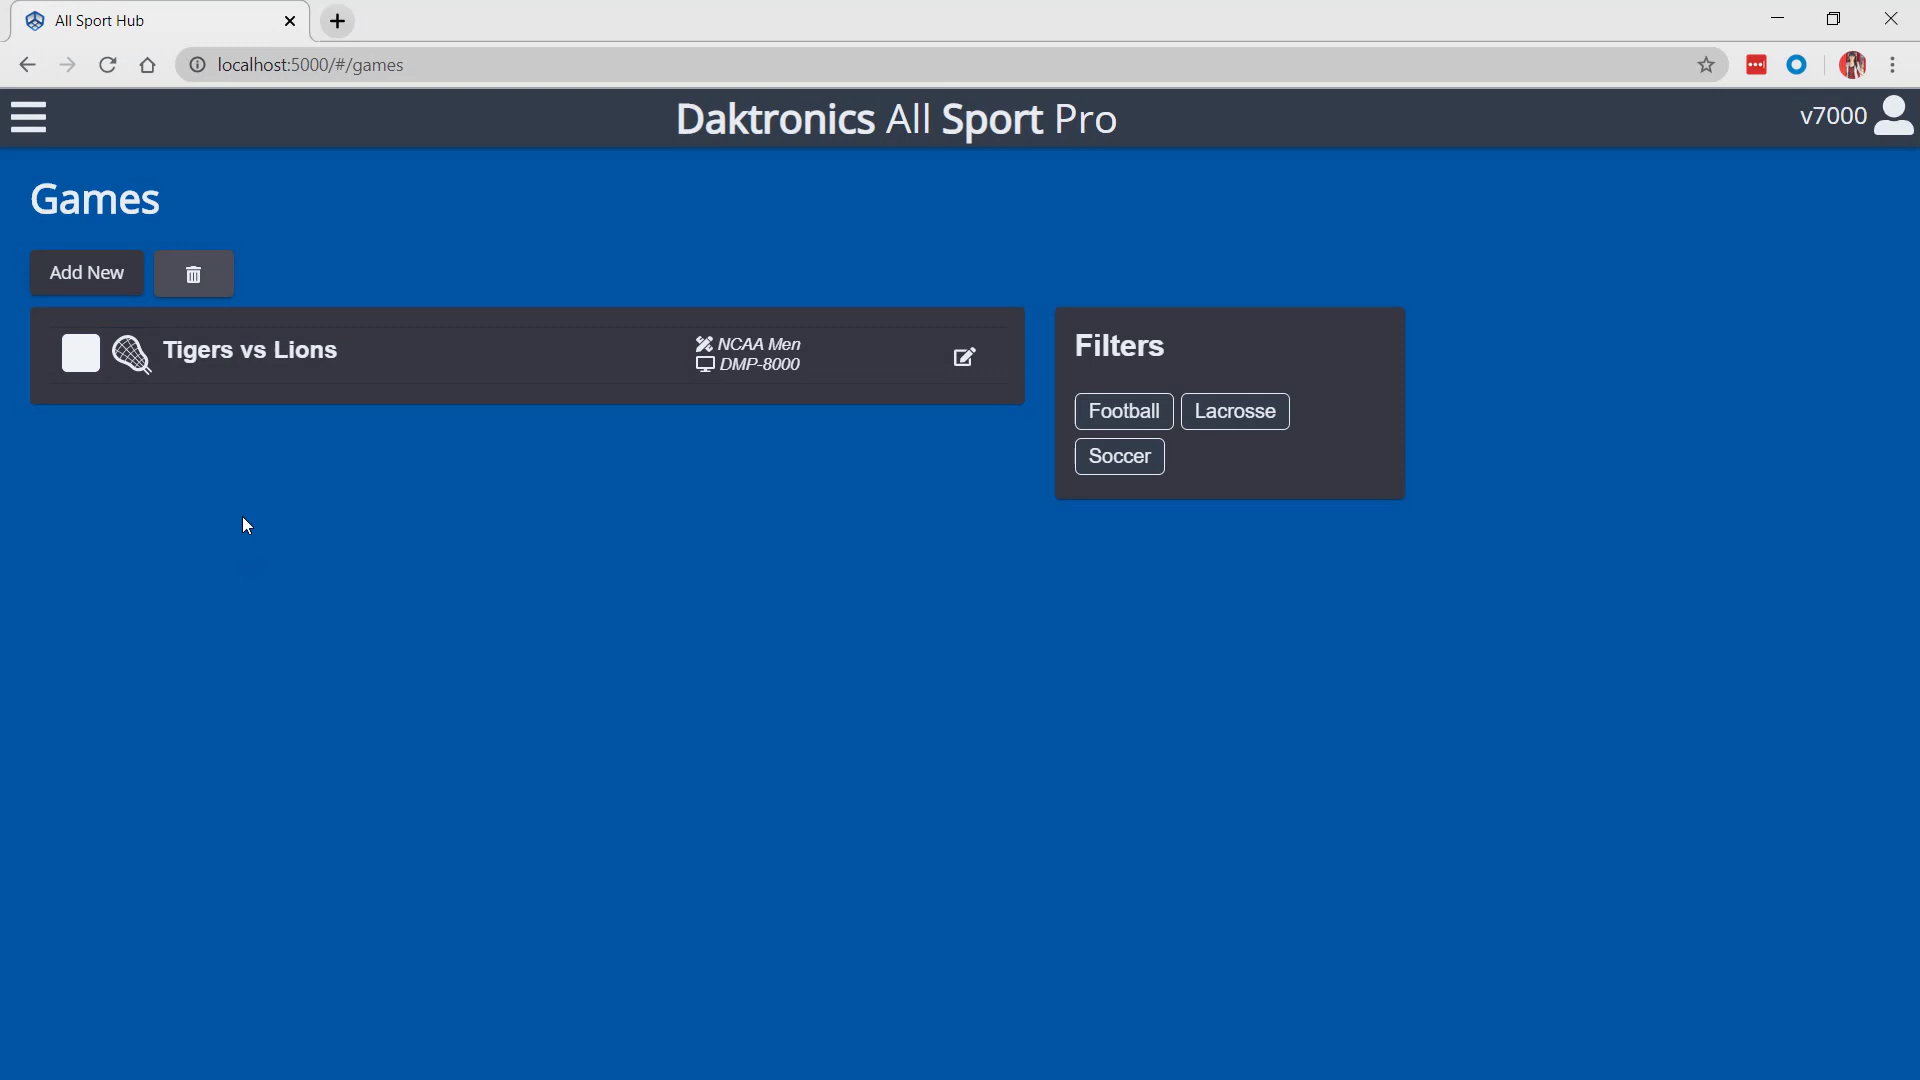 All Sport Hub
localhost:5000/#/games
Daktronics All Sport Pro
v7000
Games
Add New
Tigers vs Lions
NCAA Men
DMP-8000
Filters
Football
Lacrosse
Soccer